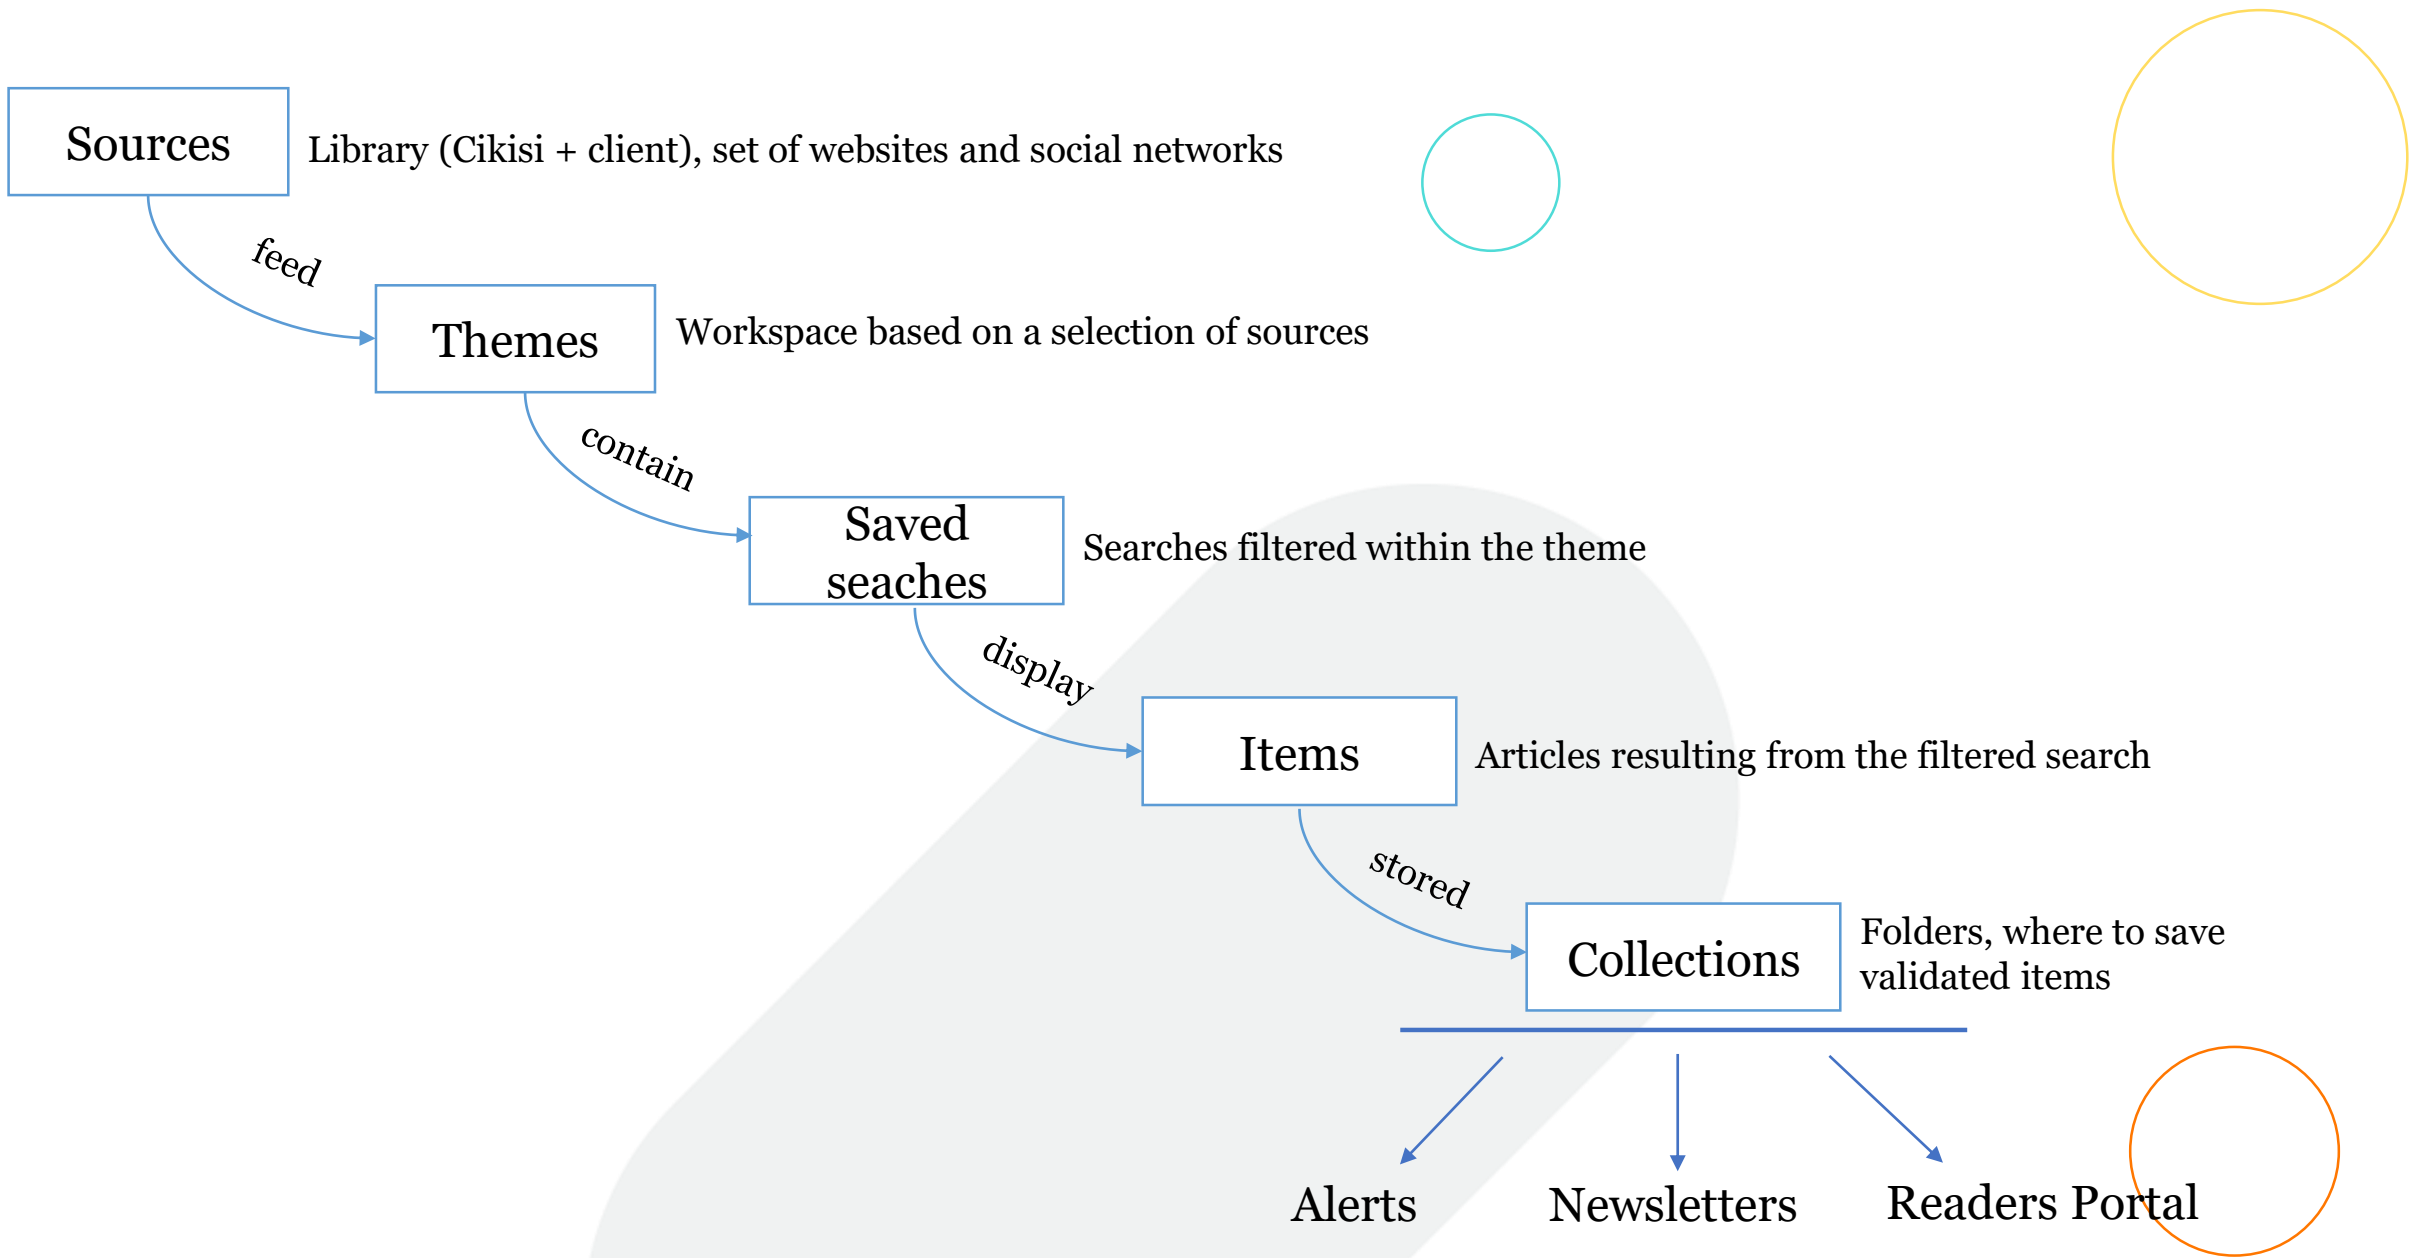 Sources
Library (Cikisi + client), set of websites and social networks
feed
Themes
Workspace based on a selection of sources
contain
Saved
seaches
Searches filtered within the theme
display
Items
Articles resulting from the filtered search
stored
Collections
Folders, where to save
validated items
Alerts
Newsletters
Readers Portal